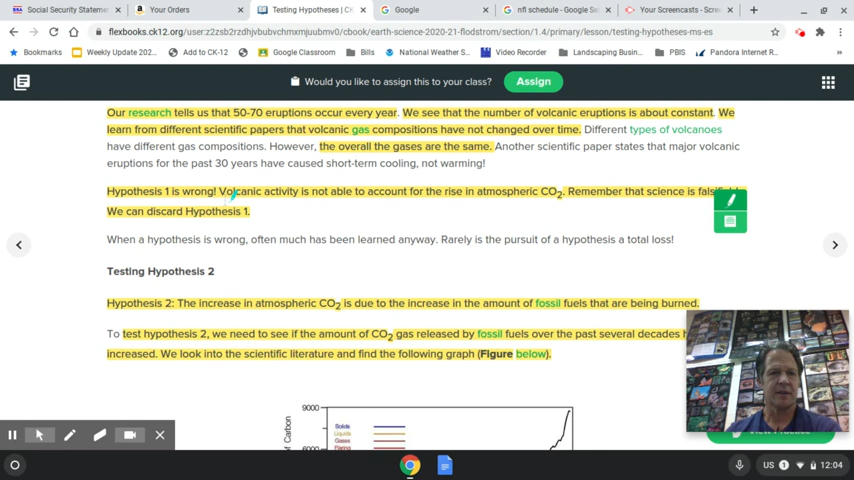 Social Security Stateme
Your Orders
Testing Hypotheses | CK
Google
nfl schedule - Google Se
Your Screencasts - Scree
flexbooks.ck12.org/user:z2zsb2rzdhjvbubvchmxmjuubmv0/cbook/earth-science-2020-21-flodstrom/section/1.4/primary/lesson/testing-hypotheses-ms-es
Bookmarks
Weekly Update 2022...
Add to CK-12
Google Classroom
Bills
National Weather S...
Video Recorder
Landscaping Busine...
PBIS
Pandora Internet R...
Would you like to assign this to your class?
Assign
Our research tells us that 50-70 eruptions occur every year. We see that the number of volcanic eruptions is about constant. We
learn from different scientific papers that volcanic gas compositions have not changed over time. Different types of volcanoes
have different gas compositions. However, the overall the gases are the same. Another scientific paper states that major volcanic
eruptions for the past 30 years have caused short-term cooling, not warming!
Hypothesis 1 is wrong! Volcanic activity is not able to account for the rise in atmospheric CO2. Remember that science is
We can discard Hypothesis 1.
When a hypothesis is wrong, often much has been learned anyway. Rarely is the pursuit of a hypothesis a total loss!
Testing Hypothesis 2
Hypothesis 2: The increase in atmospheric CO2 is due to the increase in the amount of fossil fuels that are being burned.
To test hypothesis 2, we need to see if the amount of CO2 gas released by fossil fuels over the past several decades
increased. We look into the scientific literature and find the following graph (Figure below).
9000
of Carbon
Solids
Liquids
Gases
Flaring
US
1
12:04